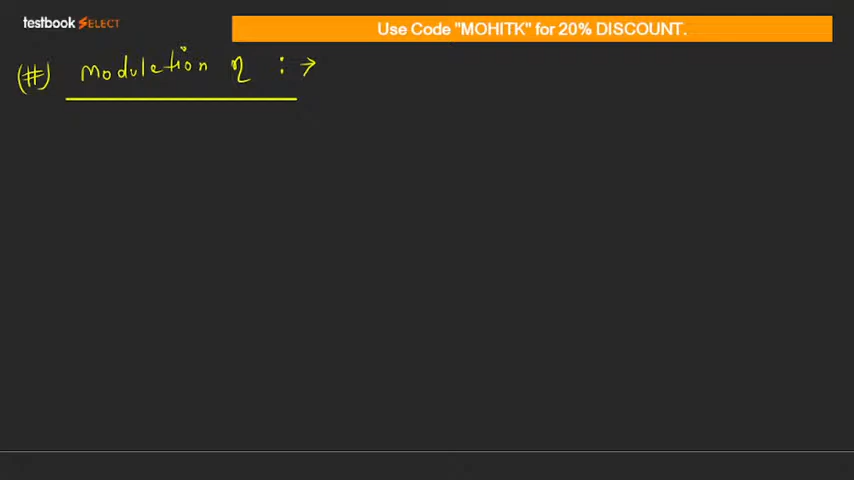 testbook SELECT
Use Code "MOHITK" for 20% DISCOUNT.
(#) modulation η : →